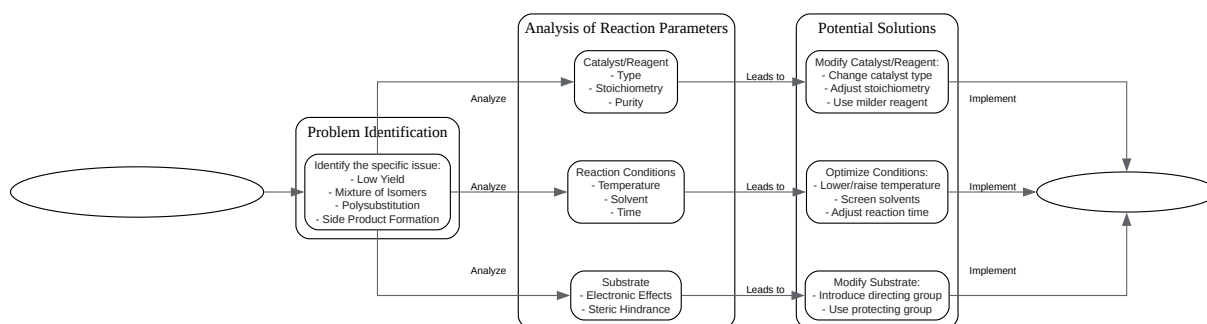 Problem Identification
Identify the specific issue:
- Low Yield
- Mixture of Isomers
- Polysubstitution
- Side Product Formation
Analyze
Analyze
Analyze
Analysis of Reaction Parameters
Catalyst/Reagent
- Type
- Stoichiometry
- Purity
Reaction Conditions
- Temperature
- Solvent
- Time
Substrate
- Electronic Effects
- Steric Hindrance
Leads to
Leads to
Leads to
Potential Solutions
Modify Catalyst/Reagent:
- Change catalyst type
- Adjust stoichiometry
- Use milder reagent
Optimize Conditions:
- Lower/raise temperature
- Screen solvents
- Adjust reaction time
Modify Substrate:
- Introduce directing group
- Use protecting group
Implement
Implement
Implement